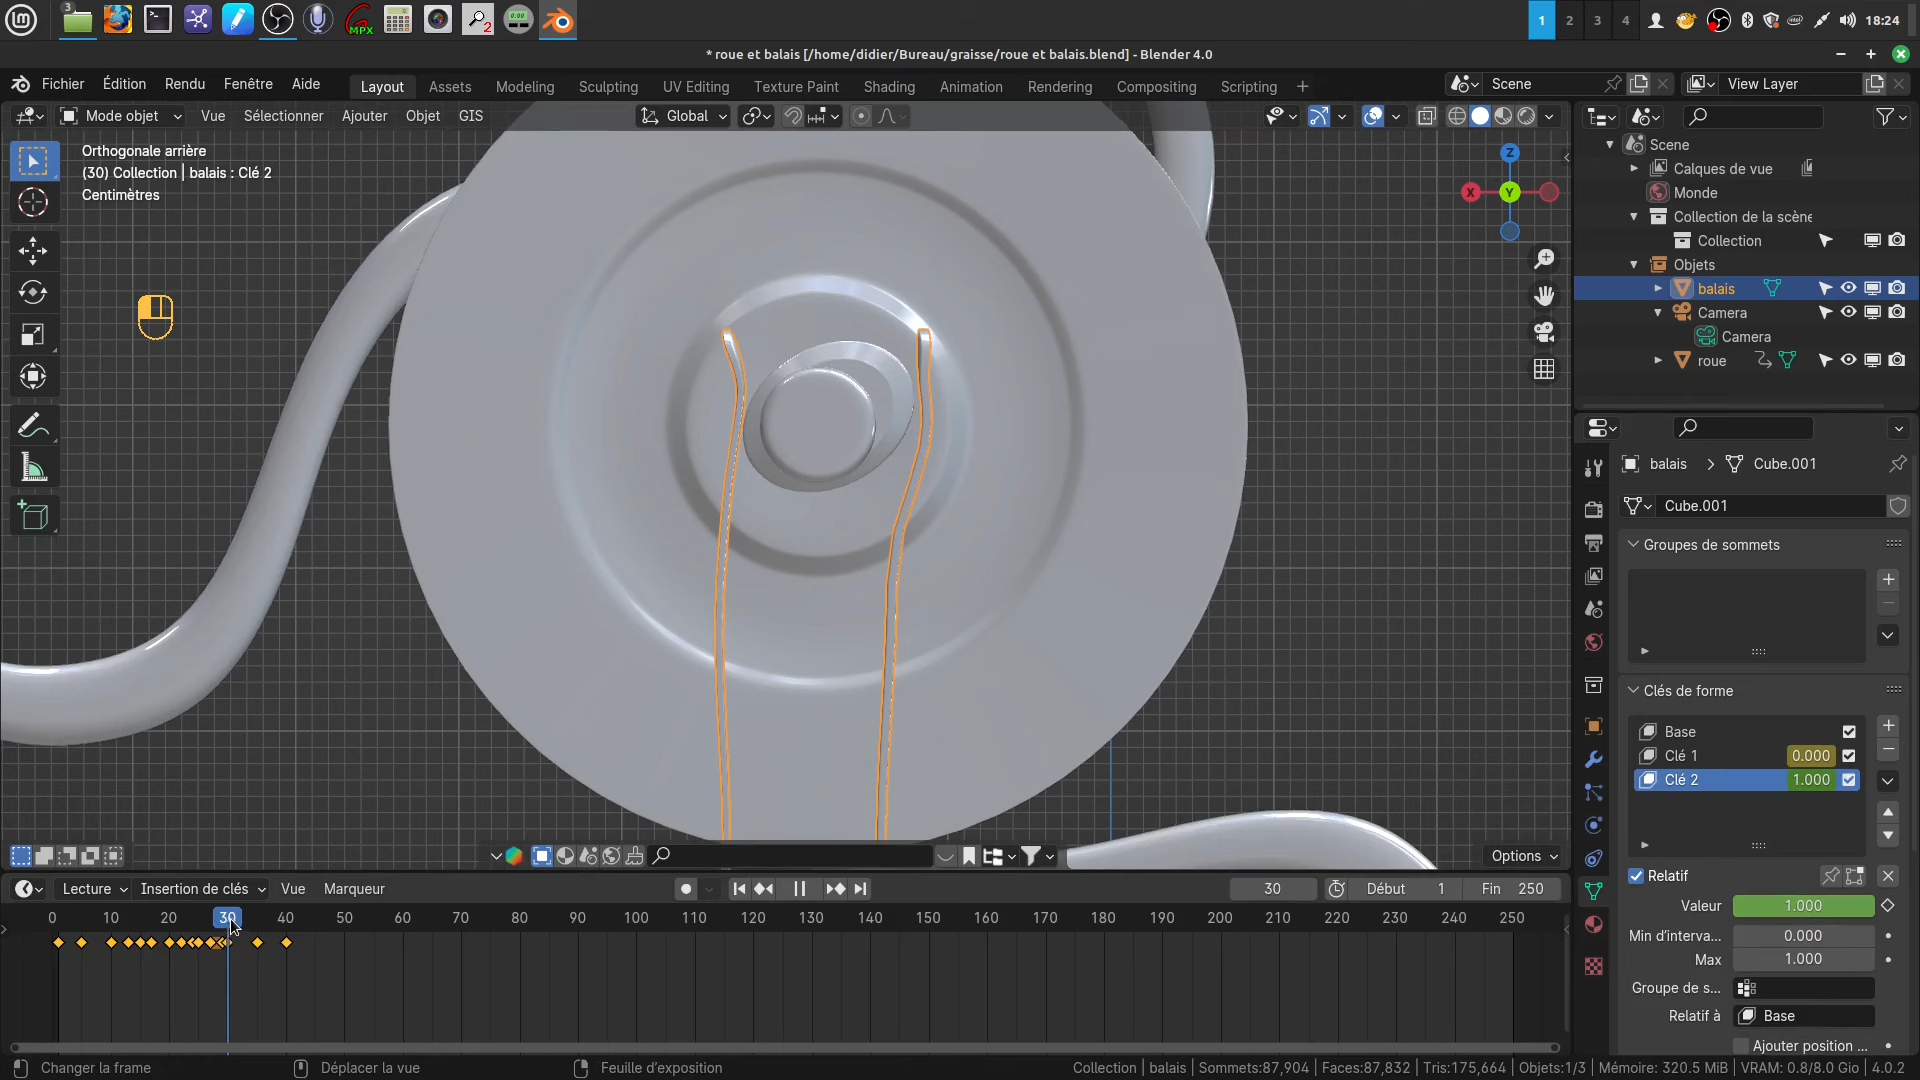 3
MPX
2
1 2 3 4
18:24
* roue et balais [/home/didier/Bureau/graisse/roue et balais.blend] - Blender 4.0
Fichier Édition Rendu Fenêtre Aide
Layout Assets Modeling Sculpting UV Editing Texture Paint Shading Animation Rendering Compositing Scripting +
Scene
View Layer
Mode objet Vue Sélectionner Ajouter Objet GIS
Global
Orthogonale arrière
(30) Collection | balais : Clé 2
Centimètres
Z
X
Y
Scene
Calques de vue
Monde
Collection de la scène
Collection
Objets
balais
Camera
Camera
roue
balais > Cube.001
Cube.001
Groupes de sommets
Clés de forme
Base
Clé 1 0.000
Clé 2 1.000
Relatif
Valeur 1.000
Min d'interva... 0.000
Max 1.000
Groupe de s...
Relatif à Base
Ajouter position ...
Options
Lecture Insertion de clés Vue Marqueur
30 Début 1 Fin 250
0 10 20 30 40 50 60 70 80 90 100 110 120 130 140 150 160 170 180 190 200 210 220 230 240 250
Changer la frame Déplacer la vue Feuille d'exposition
Collection | balais | Sommets:87,904 | Faces:87,832 | Tris:175,664 | Objets:1/3 | Mémoire: 320.5 MiB | VRAM: 0.8/8.0 Gio | 4.0.2